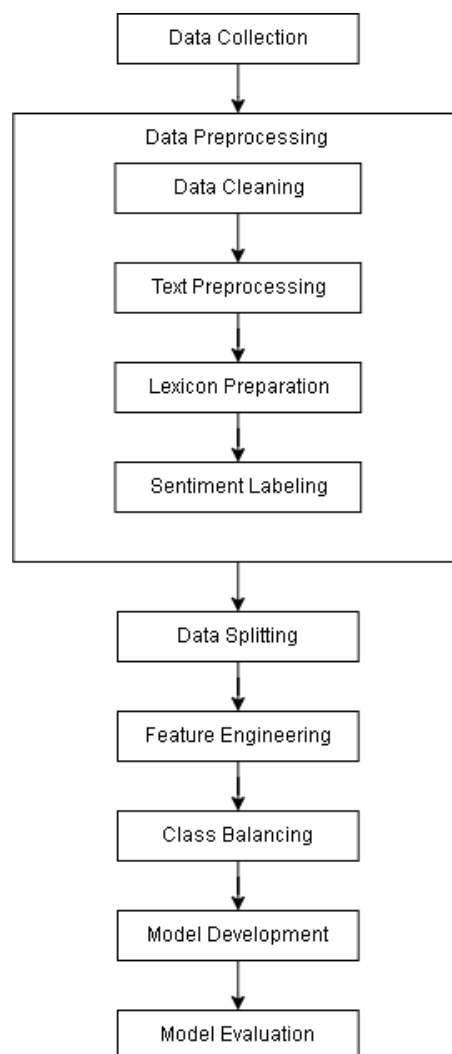 Data Collection
Data Preprocessing
Data Cleaning
Text Preprocessing
Lexicon Preparation
Sentiment Labeling
Data Splitting
Feature Engineering
Class Balancing
Model Development
Model Evaluation